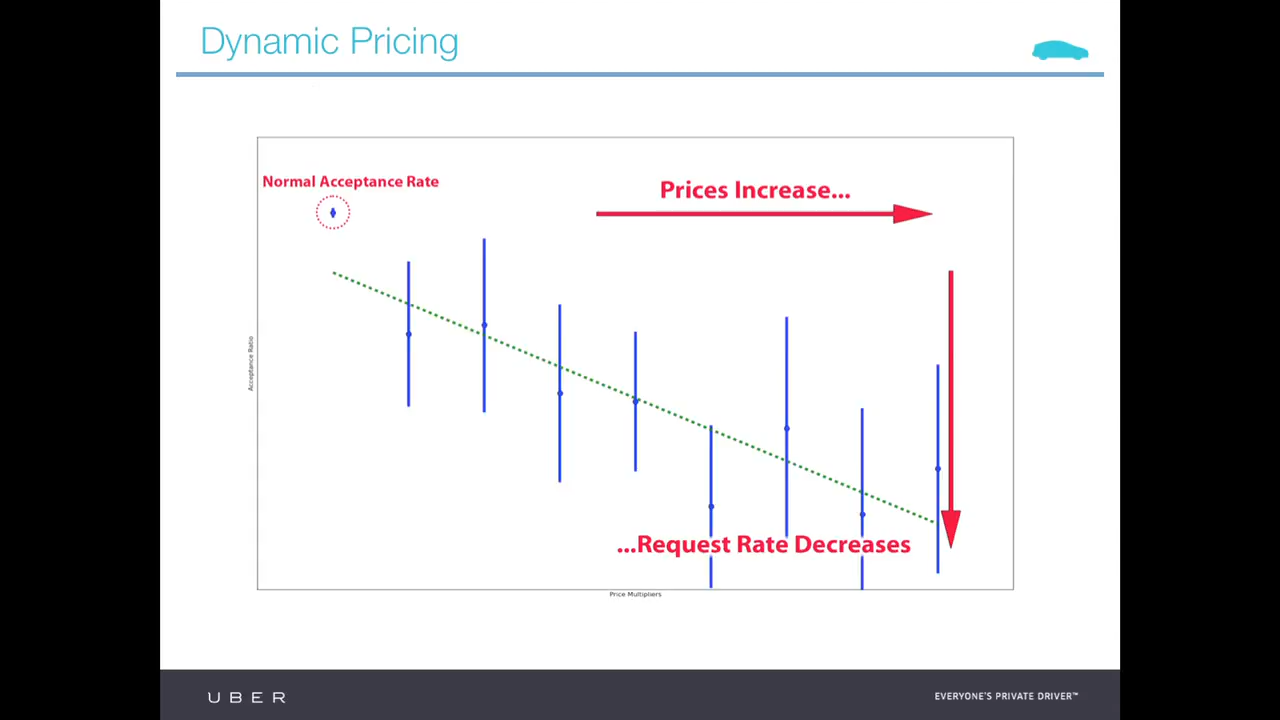 Dynamic Pricing
Normal Acceptance Rate
Prices Increase...
Acceptance Ratio
...Request Rate Decreases
Price Multipliers
UBER
EVERYONE'S PRIVATE DRIVER™